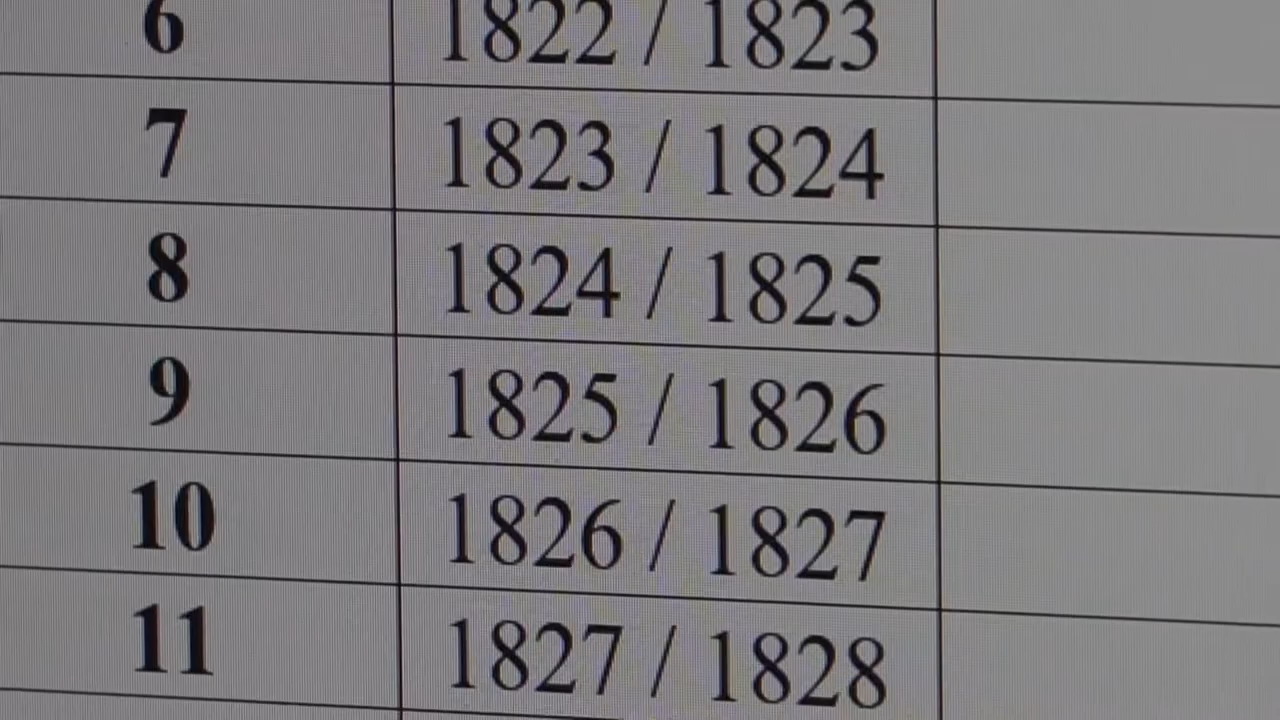 6 1822 / 1823
7 1823 / 1824
8 1824 / 1825
9 1825 / 1826
10 1826 / 1827
11 1827 / 1828